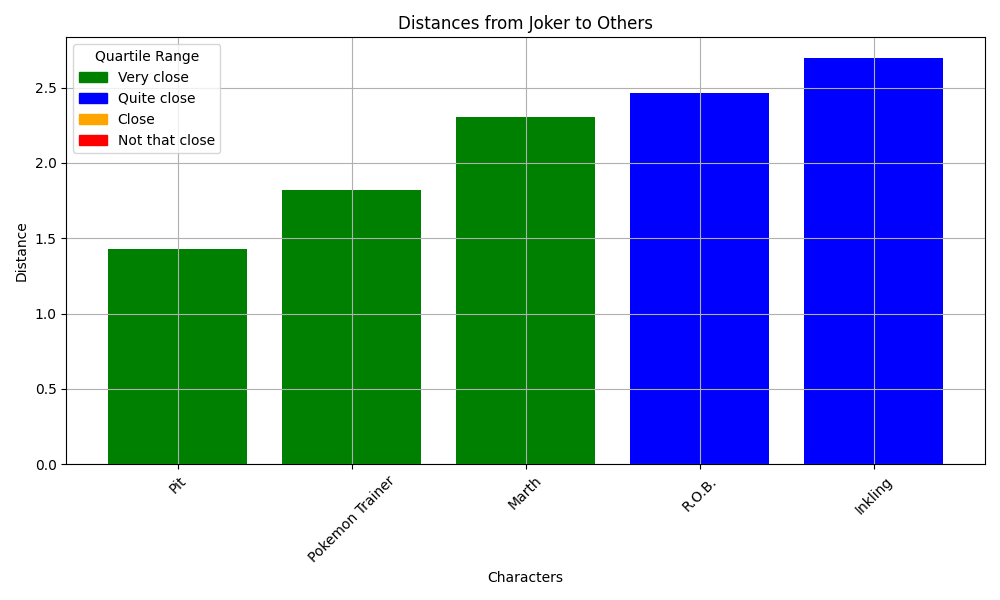 Distances from Joker to Others
Quartile Range
Very close
Quite close
Close
Not that close
Distance
2.5
2.0
1.5
1.0
0.5
0.0
Pit
Pokemon Trainer
Marth
R.O.B.
Inkling
Characters